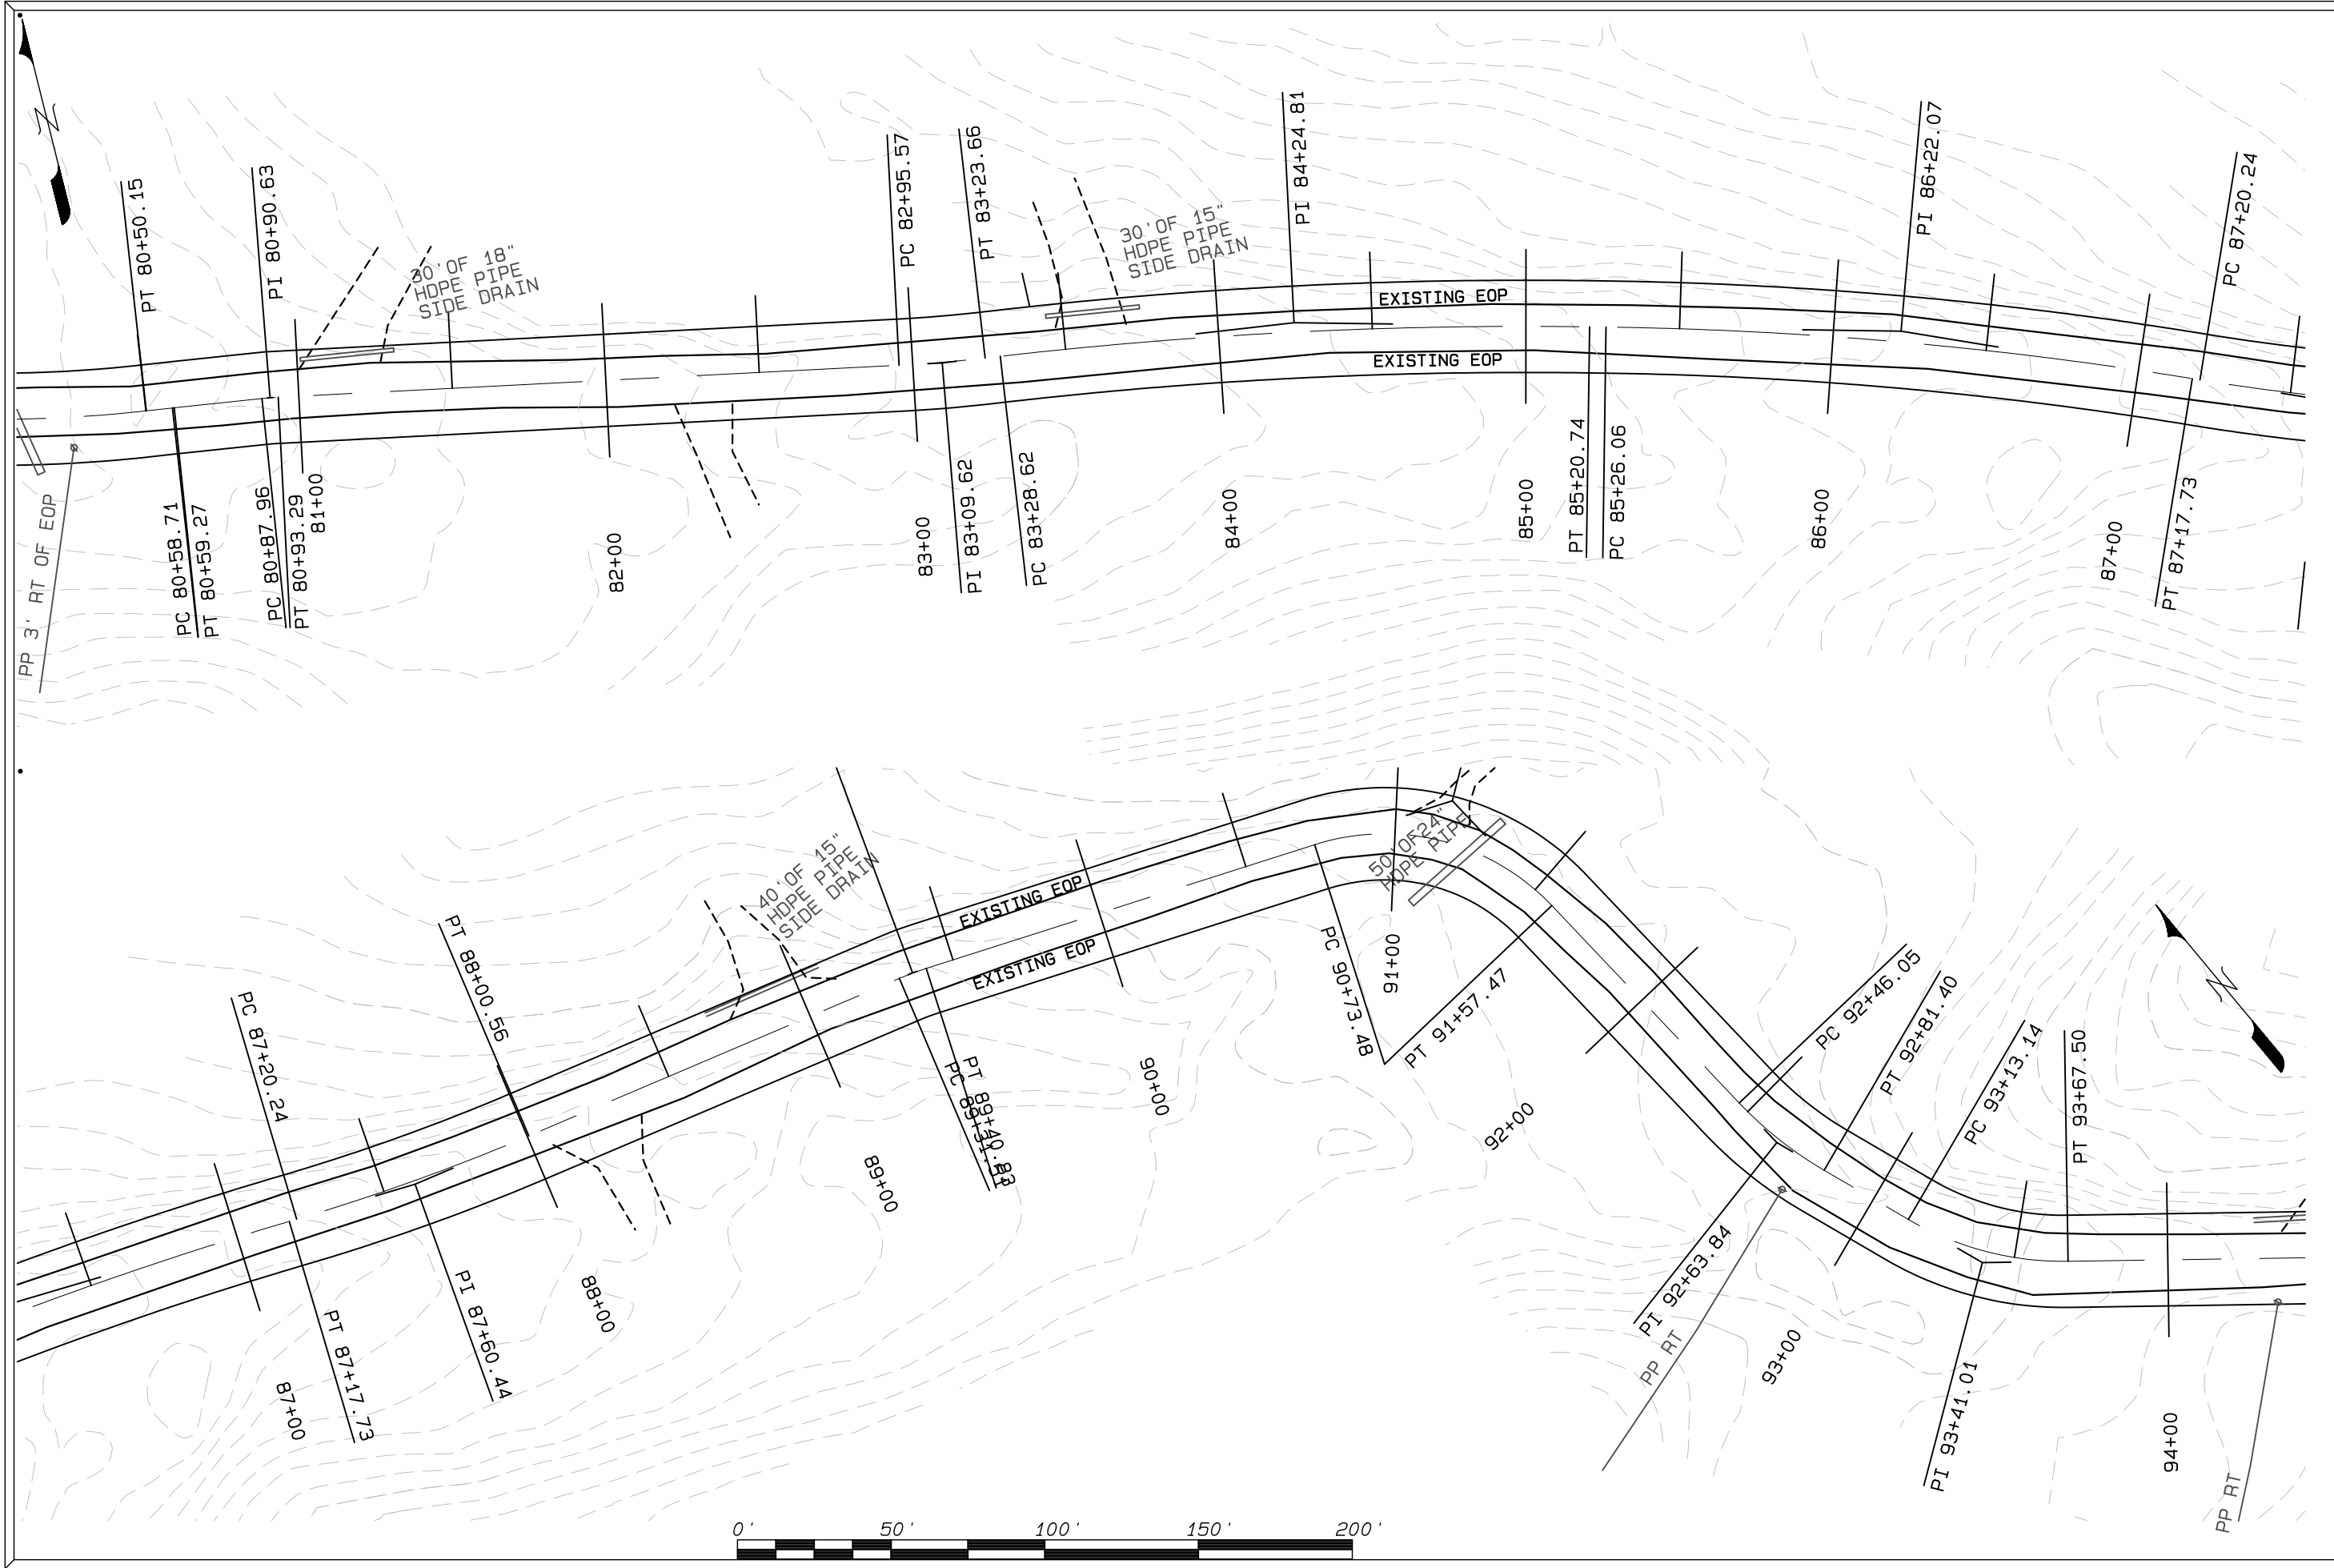 N
PT 80+50.15
PI 80+90.63
30'OF 18"
HDPE PIPE
SIDE DRAIN
PC 82+95.57
PT 83+23.66
30'OF 15"
HDPE PIPE
SIDE DRAIN
PI 84+24.81
EXISTING EOP
EXISTING EOP
PI 86+22.07
PC 87+20.24
PP 3' RT OF EOP
PC 80+58.71
PT 80+59.27
PC 80+87.96
PT 80+93.29
81+00
82+00
83+00
PI 83+09.62
PC 83+28.62
84+00
85+00
PT 85+20.74
PC 85+26.06
86+00
87+00
PT 87+17.73
PC 87+20.24
PT 88+00.56
40'OF 15"
HDPE PIPE
SIDE DRAIN
EXISTING EOP
EXISTING EOP
50'OF 24"
HDPE PIPE
N
87+00
PT 87+17.73
PI 87+60.44
88+00
89+00
PC 89+31.51
PT 89+40.83
90+00
PC 90+73.48
91+00
PT 91+57.47
92+00
PC 92+46.05
PT 92+81.40
PC 93+13.14
PT 93+67.50
PI 92+63.84
PP RT
93+00
PI 93+41.01
94+00
PP RT
0' 50' 100' 150' 200'